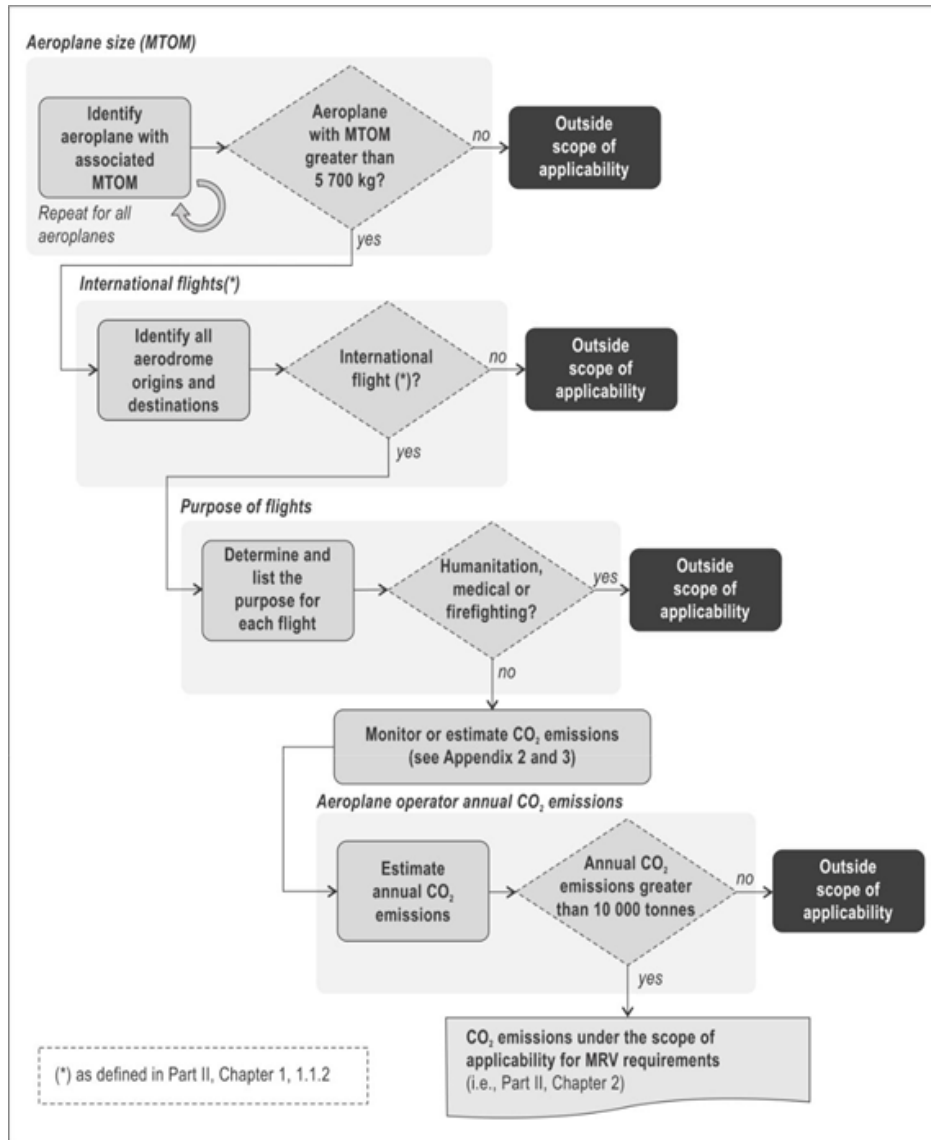 Aeroplane size (MTOM)
Identify
aeroplane with
associated
MTOM
Repeat for all
aeroplanes
Aeroplane
with MTOM
greater than
5 700 kg?
no
Outside
scope of
applicability
yes
International flights(*)
Identify all
aerodrome
origins and
destinations
International
flight (*)?
no
Outside
scope of
applicability
yes
Purpose of flights
Determine and
list the
purpose for
each flight
Humanitation,
medical or
firefighting?
yes
Outside
scope of
applicability
no
Monitor or estimate CO₂ emissions
(see Appendix 2 and 3)
Aeroplane operator annual CO₂ emissions
Estimate
annual CO₂
emissions
Annual CO₂
emissions greater
than 10 000 tonnes
no
Outside
scope of
applicability
yes
CO₂ emissions under the scope of
applicability for MRV requirements
(i.e., Part II, Chapter 2)
(*) as defined in Part II, Chapter 1, 1.1.2